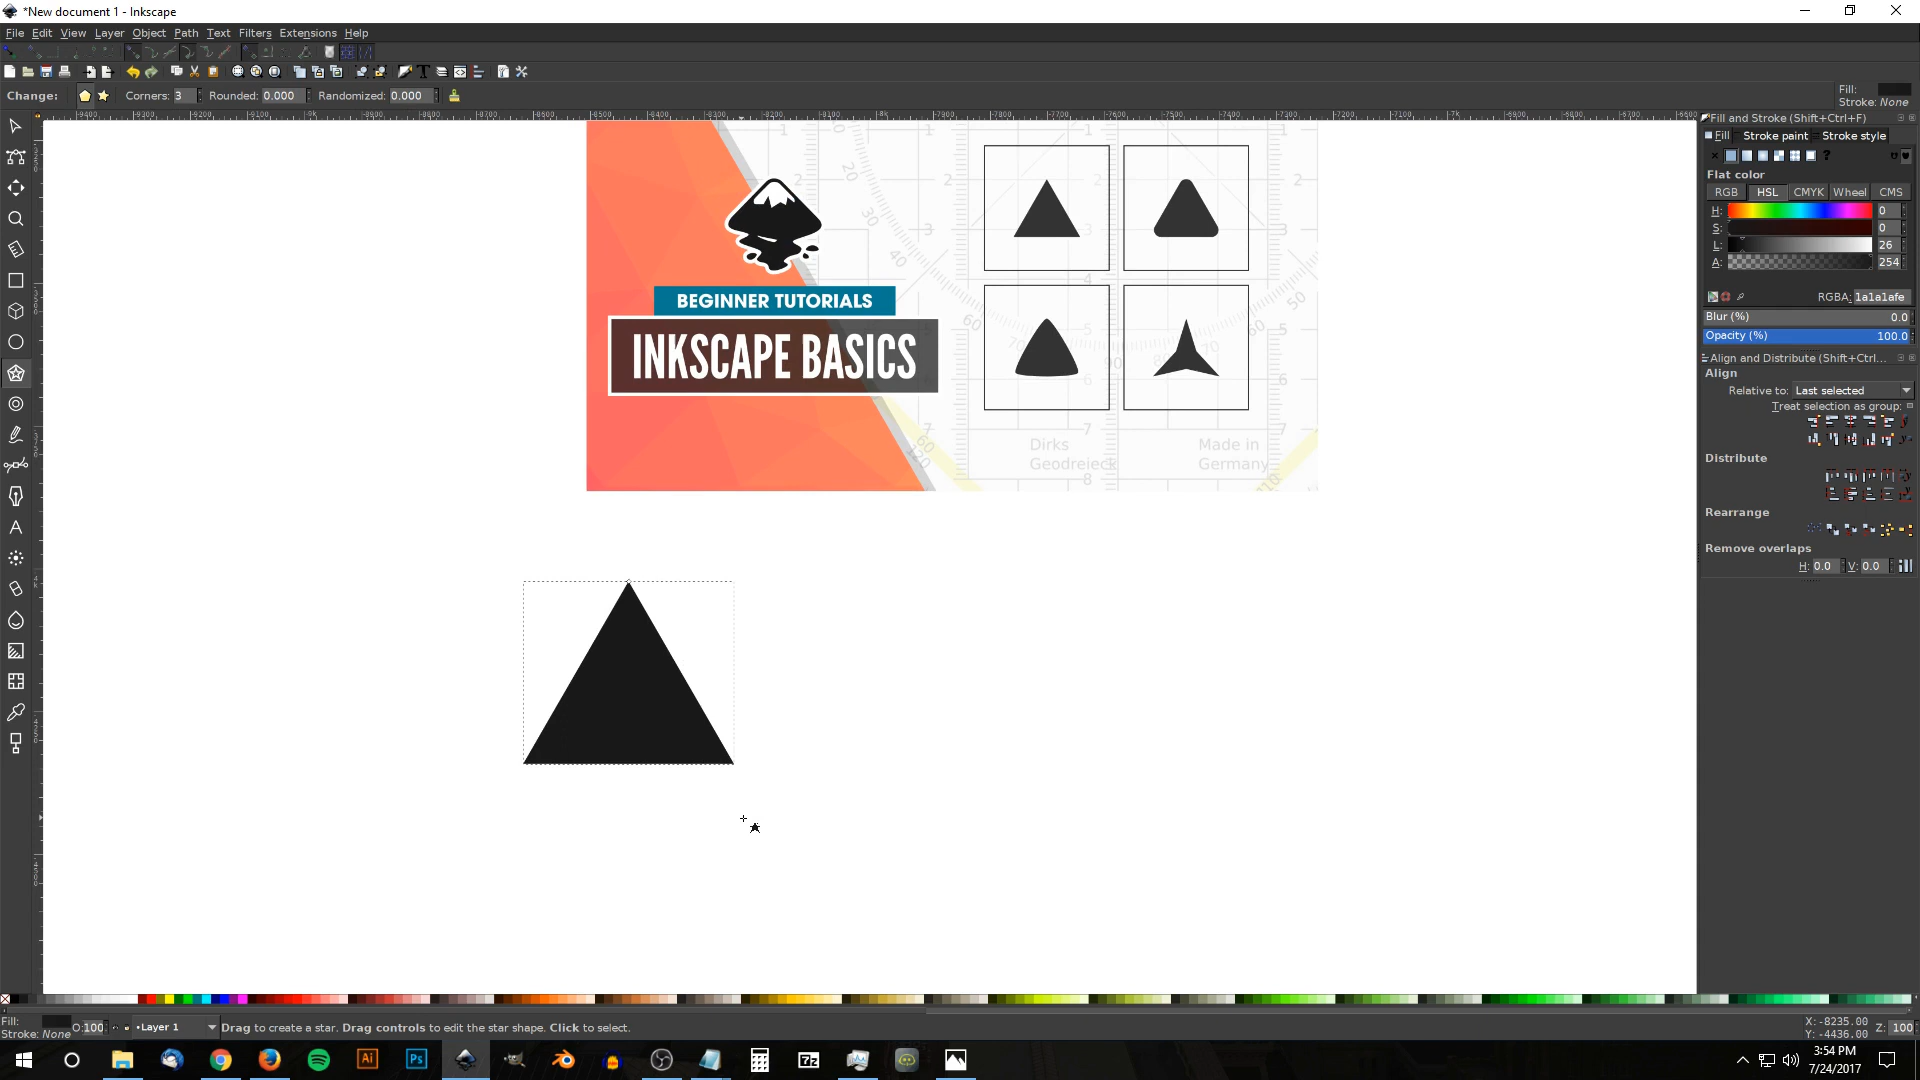 *New document 1 - Inkscape
File Edit View Layer Object Path Text Filters Extensions Help
Change: Corners: 3 Rounded: 0.000 Randomized: 0.000
Fill:
Stroke: None
Fill and Stroke (Shift+Ctrl+F)
Fill Stroke paint Stroke style
Flat color
RGB HSL CMYK Wheel CMS
H: 0
S: 0
L: 26
A: 254
RGBA: 1a1a1afe
Blur (%) 0.0
Opacity (%) 100.0
Align and Distribute (Shift+Ctrl...
Align
Relative to: Last selected
Treat selection as group:
Distribute
Rearrange
Remove overlaps
H: 0.0 V: 0.0
BEGINNER TUTORIALS
INKSCAPE BASICS
Dirks
Geodreieck
Made in
Germany
Fill:
Stroke: None
O: 100
•Layer 1
Drag to create a star. Drag controls to edit the star shape. Click to select.
X: -8235.00
Y: -4436.00
Z: 100
Ai
Ps
7z
3:54 PM
7/24/2017